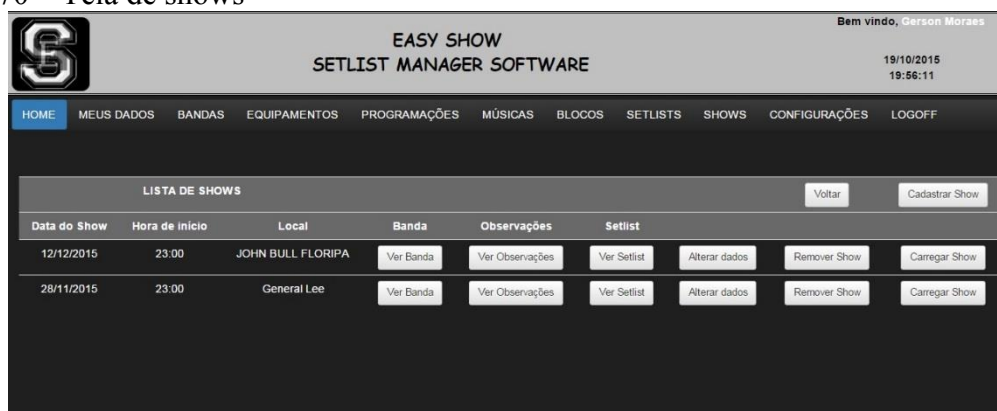 70 – Tela de shows
Bem vindo, Gerson Moraes
EASY SHOW
SETLIST MANAGER SOFTWARE
19/10/2015
19:56:11
HOME MEUS DADOS BANDAS EQUIPAMENTOS PROGRAMAÇÕES MÚSICAS BLOCOS SETLISTS SHOWS CONFIGURAÇÕES LOGOFF
LISTA DE SHOWS Voltar Cadastrar Show
Data do Show Hora de início Local Banda Observações Setlist
12/12/2015 23:00 JOHN BULL FLORIPA Ver Banda Ver Observações Ver Setlist Alterar dados Remover Show Carregar Show
28/11/2015 23:00 General Lee Ver Banda Ver Observações Ver Setlist Alterar dados Remover Show Carregar Show